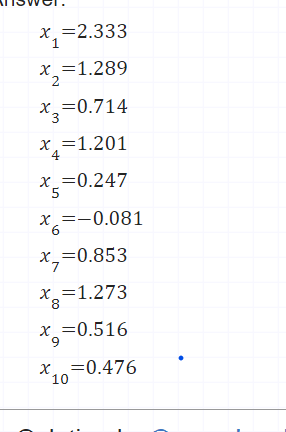 Answer:
x₁=2.333
x₂=1.289
x₃=0.714
x₄=1.201
x₅=0.247
x₆=−0.081
x₇=0.853
x₈=1.273
x₉=0.516
x₁₀=0.476